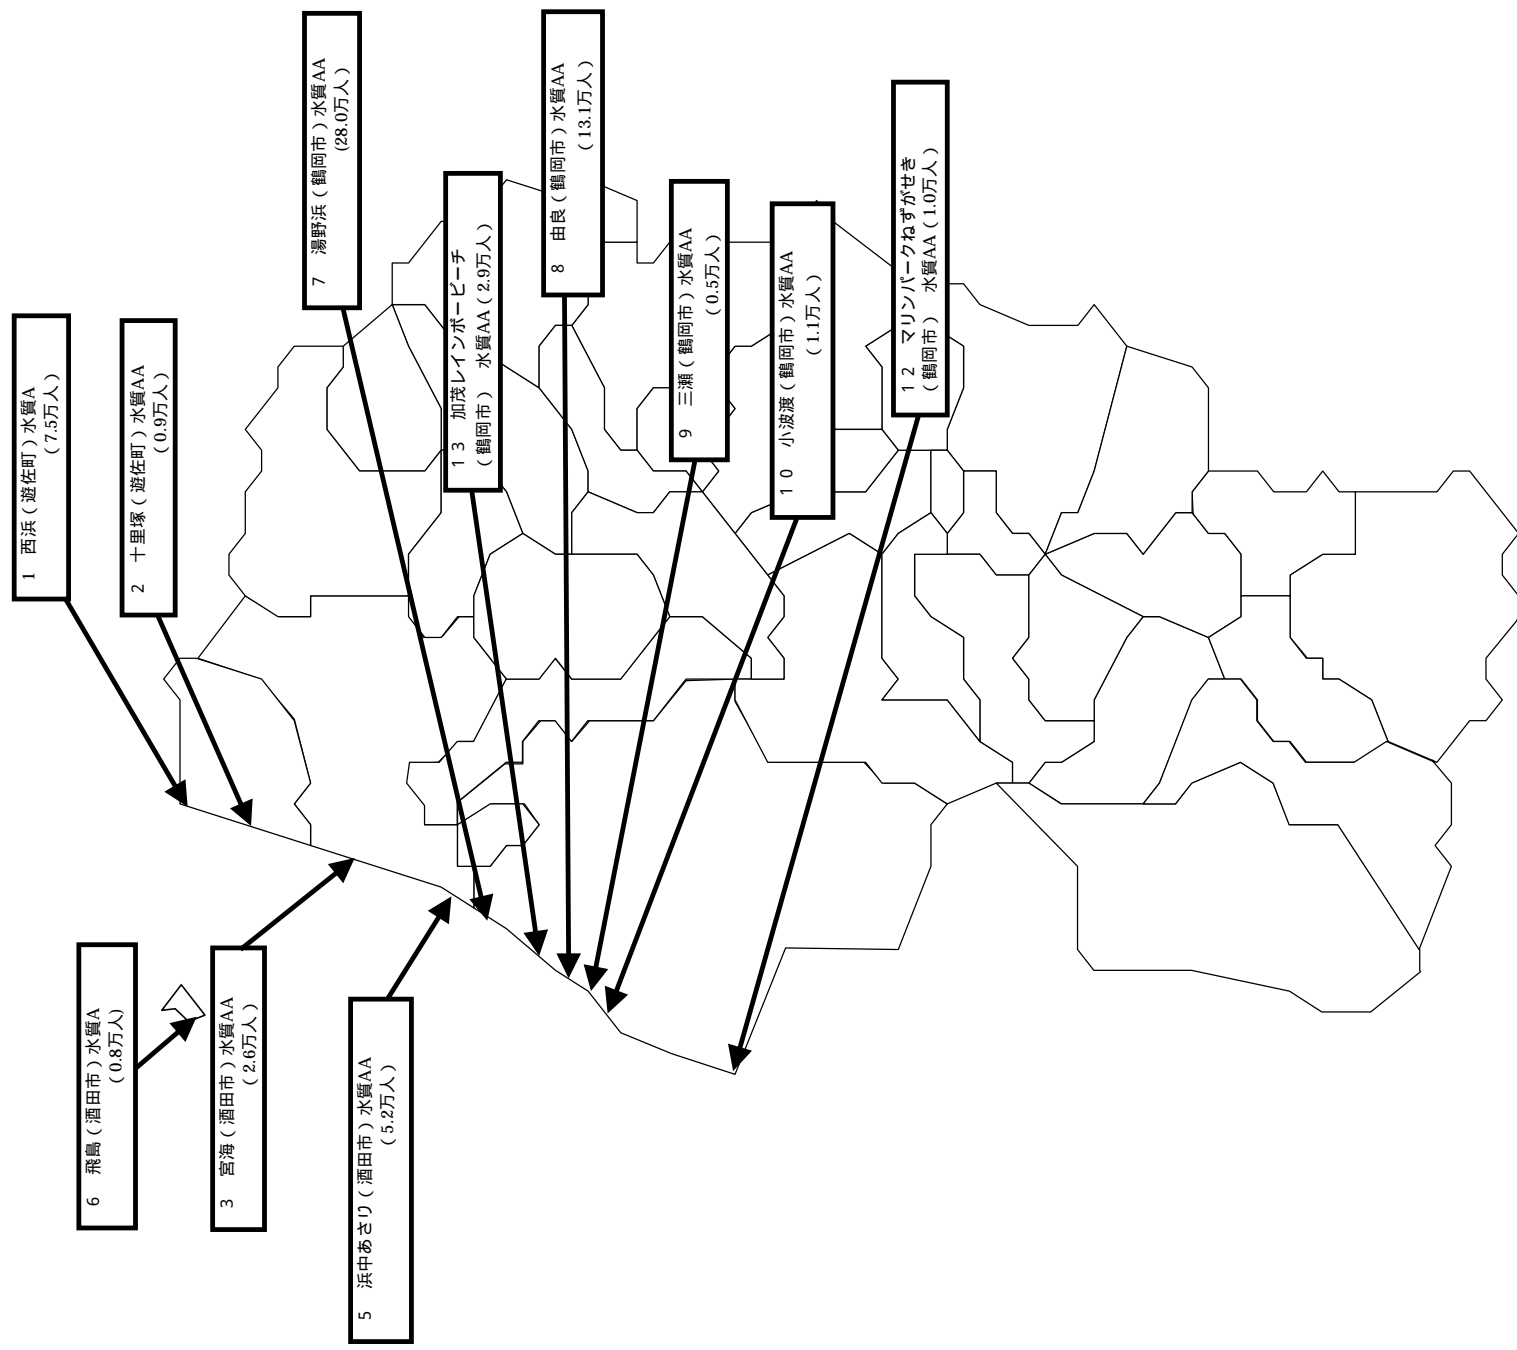 1　西浜（遊佐町）水質A
（7.5万人）
2　十里塚（遊佐町）水質AA
（0.9万人）
6　飛島（酒田市）水質A
（0.8万人）
3　宮海（酒田市）水質AA
（2.6万人）
5　浜中あさり（酒田市）水質AA
（5.2万人）
7　湯野浜（鶴岡市）水質AA
（28.0万人）
13　加茂レインボービーチ
（鶴岡市）　水質AA（2.9万人）
8　由良（鶴岡市）水質AA
（13.1万人）
9　三瀬（鶴岡市）水質AA
（0.5万人）
10　小波渡（鶴岡市）水質AA
（1.1万人）
12　マリンパークねずがせき
（鶴岡市）　水質AA（1.0万人）